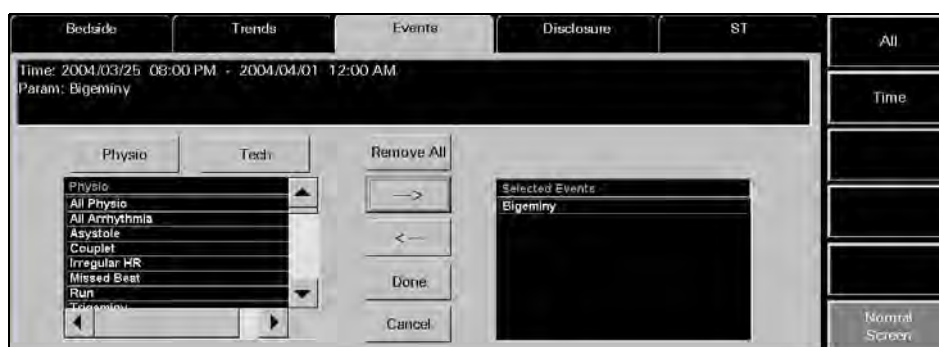 Bedside Trends Events Disclosure ST
All
Time: 2004/03/25 08:00 PM - 2004/04/01 12:00 AM
Param: Bigeminy
Time
Physio Tech Remove All
Physio
All Physio
All Arrhythmia
Asystole
Couplet
Irregular HR
Missed Beat
Run
Trigeminy
-->
<--
Done
Cancel
Selected Events
Bigeminy
Normal
Screen